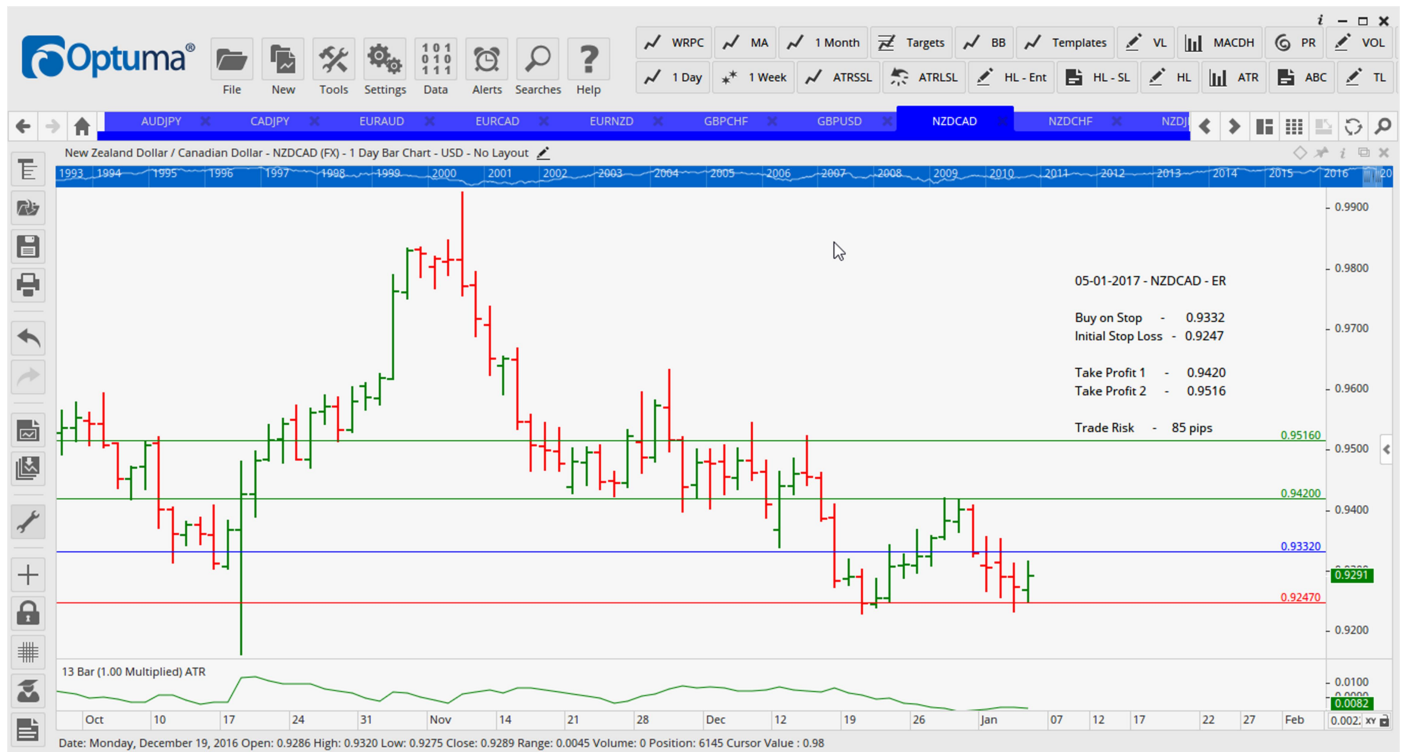 i
Optuma®
File New Tools Settings Data Alerts Searches Help
101
010
111
WRPC MA 1 Month Targets BB Templates VL MACDH PR VOL
1 Day 1 Week ATRSSL ATRLSL HL - Ent HL - SL HL ATR ABC TL
AUDJPY CADJPY EURAUD EURCAD EURNZD GBPCHF GBPUSD NZDCAD NZDCHF
New Zealand Dollar / Canadian Dollar - NZDCAD (FX) - 1 Day Bar Chart - USD - No Layout
1993 1994 1995 1996 1997 1998 1999 2000 2001 2002 2003 2004 2005 2006 2007 2008 2009 2010 2011 2012 2013 2014 2015 2016 20
0.9900
0.9800
0.9700
0.9600
0.9500
0.9400
0.9291
0.9200
05-01-2017 - NZDCAD - ER
Buy on Stop - 0.9332
Initial Stop Loss - 0.9247
Take Profit 1 - 0.9420
Take Profit 2 - 0.9516
Trade Risk - 85 pips
0.95160
0.94200
0.93320
0.92470
13 Bar (1.00 Multiplied) ATR
0.0100
0.0082
Oct 10 17 24 31 Nov 14 21 28 Dec 12 19 26 Jan 07 12 17 22 27 Feb
XY
Date: Monday, December 19, 2016 Open: 0.9286 High: 0.9320 Low: 0.9275 Close: 0.9289 Range: 0.0045 Volume: 0 Position: 6145 Cursor Value : 0.98